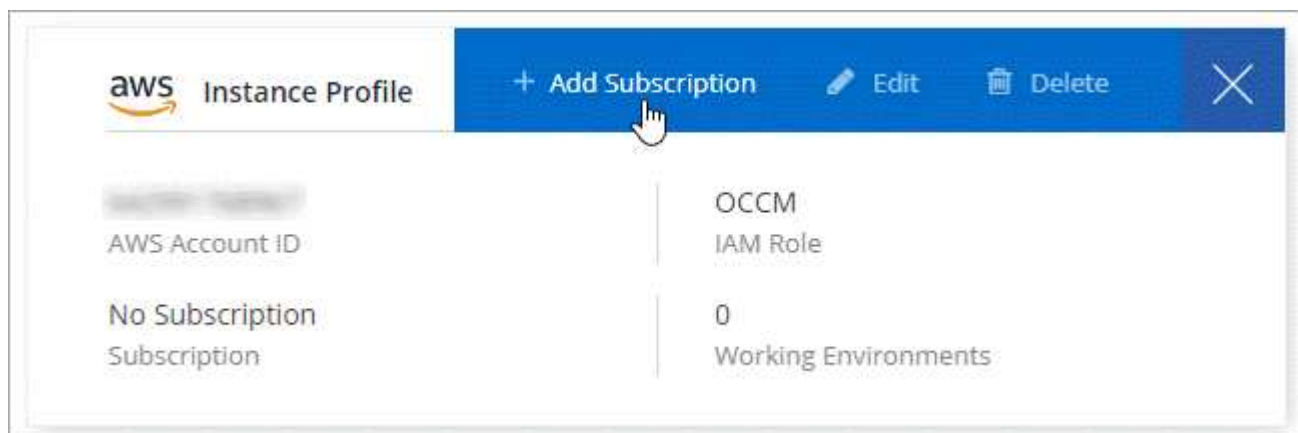 aws Instance Profile + Add Subscription Edit Delete
OCCM
AWS Account ID IAM Role
No Subscription 0
Subscription Working Environments